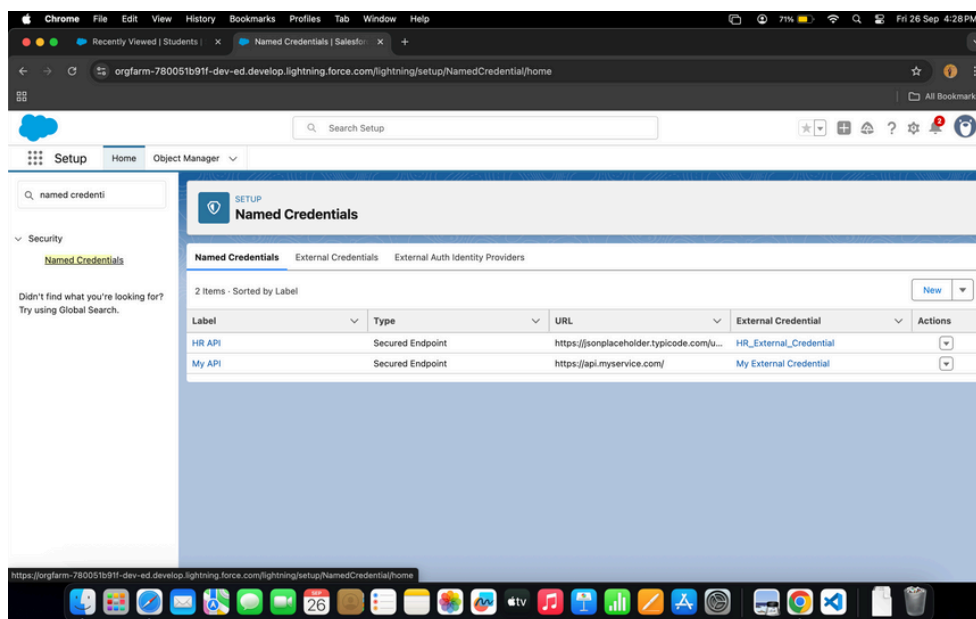 Chrome File Edit View History Bookmarks Profiles Tab Window Help 71% Fri 26 Sep 4:28PM
Recently Viewed | Students | Named Credentials | Salesfor
orgfarm-780051b91f-dev-ed.develop.lightning.force.com/lightning/setup/NamedCredential/home
All Bookmark
Search Setup 2
Setup Home Object Manager
named credenti
SETUP
Named Credentials
Security
Named Credentials
Named Credentials External Credentials External Auth Identity Providers
Didn't find what you're looking for?
Try using Global Search.
2 Items · Sorted by Label New
Label Type URL External Credential Actions
HR API Secured Endpoint https://jsonplaceholder.typicode.com/u... HR_External_Credential
My API Secured Endpoint https://api.myservice.com/ My External Credential
https://orgfarm-780051b91f-dev-ed.develop.lightning.force.com/lightning/setup/NamedCredential/home
SEP
26
tv